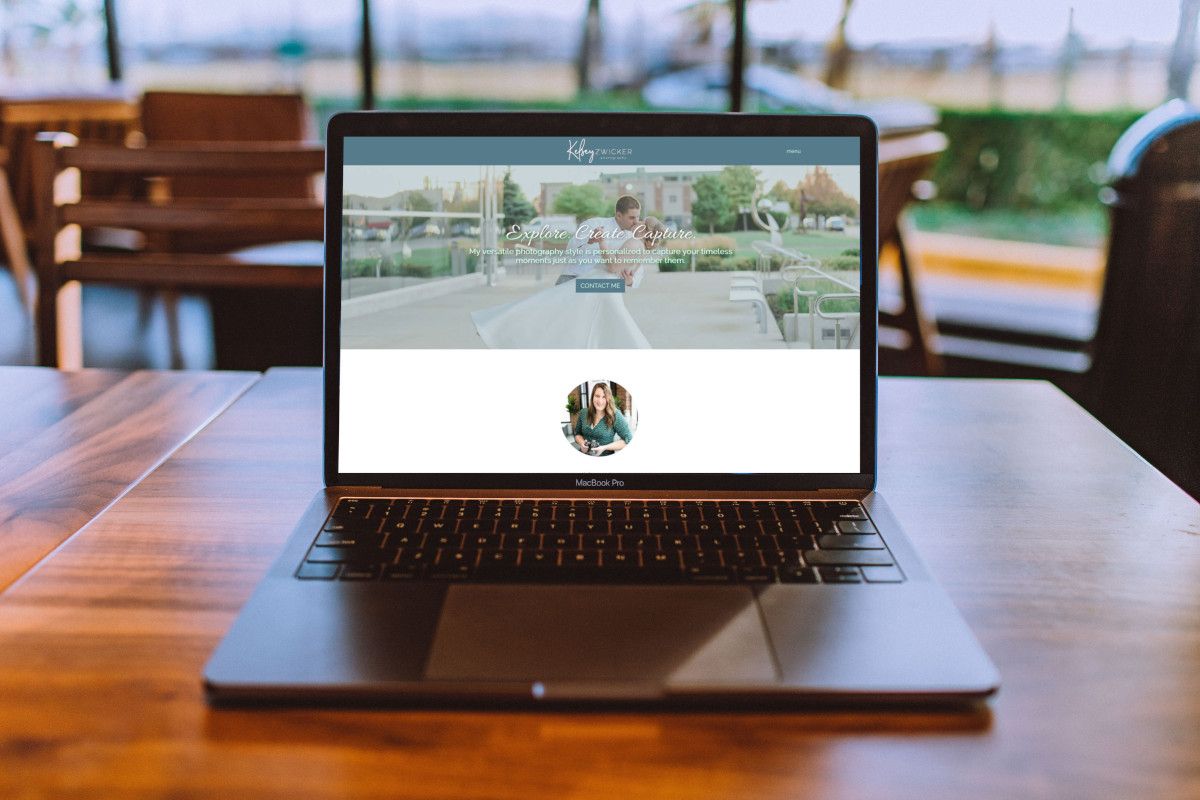 Kelsey ZWICKER
photography
menu
Explore. Create. Capture.
My versatile photography style is personalized to capture your timeless
moments just as you want to remember them.
CONTACT ME
MacBook Pro